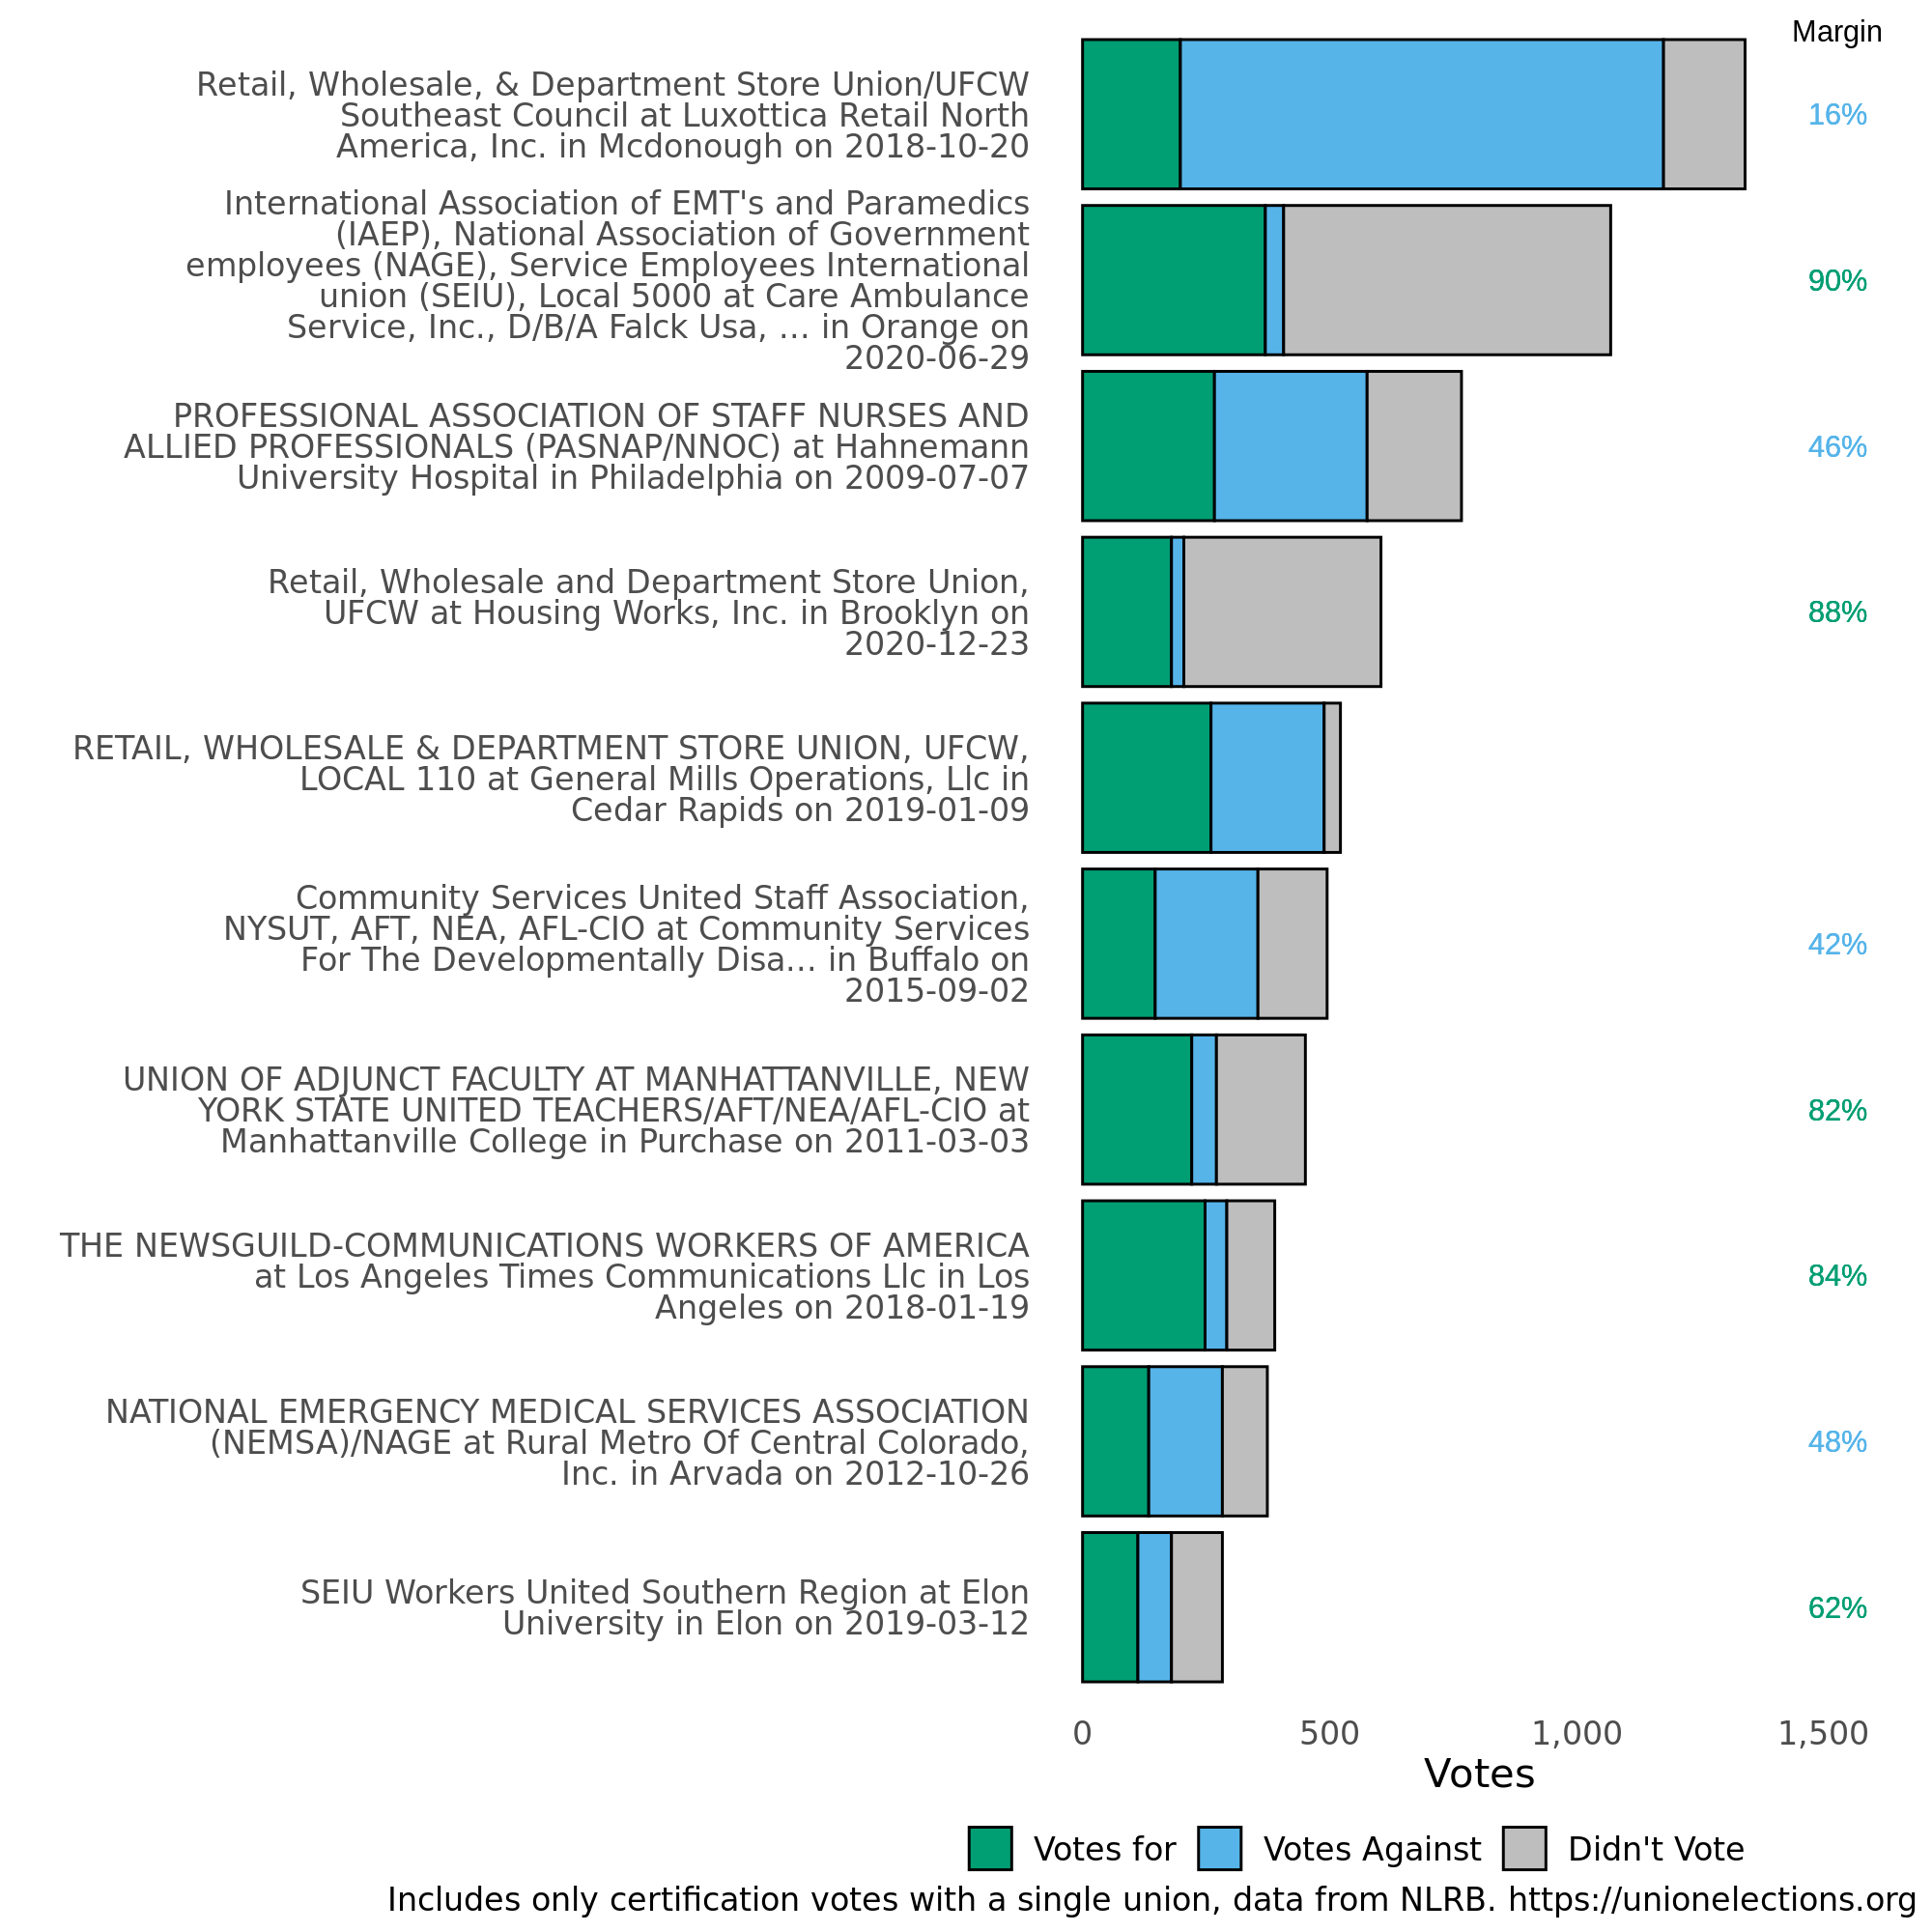 Margin
Retail, Wholesale, & Department Store Union/UFCW
Southeast Council at Luxottica Retail North
America, Inc. in Mcdonough on 2018-10-20
16%
International Association of EMT's and Paramedics
(IAEP), National Association of Government
employees (NAGE), Service Employees International
union (SEIU), Local 5000 at Care Ambulance
Service, Inc., D/B/A Falck Usa, ... in Orange on
2020-06-29
90%
PROFESSIONAL ASSOCIATION OF STAFF NURSES AND
ALLIED PROFESSIONALS (PASNAP/NNOC) at Hahnemann
University Hospital in Philadelphia on 2009-07-07
46%
Retail, Wholesale and Department Store Union,
UFCW at Housing Works, Inc. in Brooklyn on
2020-12-23
88%
RETAIL, WHOLESALE & DEPARTMENT STORE UNION, UFCW,
LOCAL 110 at General Mills Operations, Llc in
Cedar Rapids on 2019-01-09
Community Services United Staff Association,
NYSUT, AFT, NEA, AFL-CIO at Community Services
For The Developmentally Disa... in Buffalo on
2015-09-02
42%
UNION OF ADJUNCT FACULTY AT MANHATTANVILLE, NEW
YORK STATE UNITED TEACHERS/AFT/NEA/AFL-CIO at
Manhattanville College in Purchase on 2011-03-03
82%
THE NEWSGUILD-COMMUNICATIONS WORKERS OF AMERICA
at Los Angeles Times Communications Llc in Los
Angeles on 2018-01-19
84%
NATIONAL EMERGENCY MEDICAL SERVICES ASSOCIATION
(NEMSA)/NAGE at Rural Metro Of Central Colorado,
Inc. in Arvada on 2012-10-26
48%
SEIU Workers United Southern Region at Elon
University in Elon on 2019-03-12
62%
0 500 1,000 1,500
Votes
Votes for Votes Against Didn't Vote
Includes only certification votes with a single union, data from NLRB. https://unionelections.org